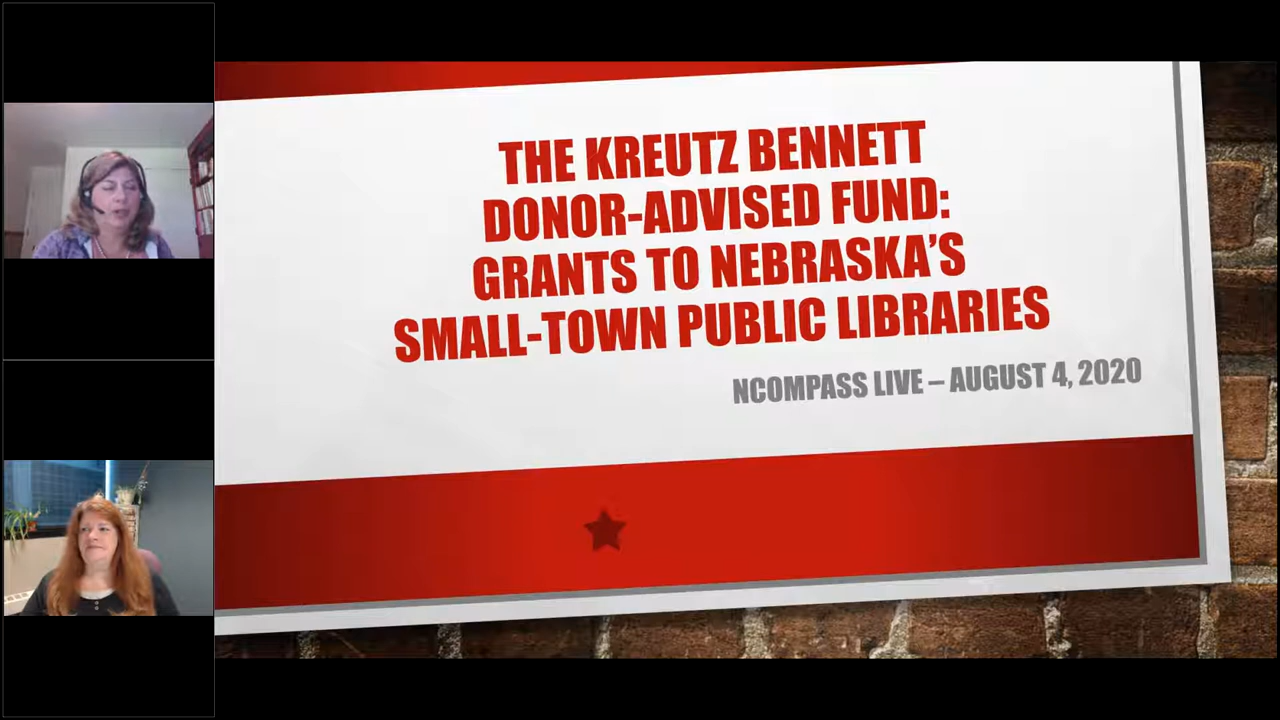 THE KREUTZ BENNETT
DONOR-ADVISED FUND:
GRANTS TO NEBRASKA’S
SMALL-TOWN PUBLIC LIBRARIES
NCOMPASS LIVE – AUGUST 4, 2020